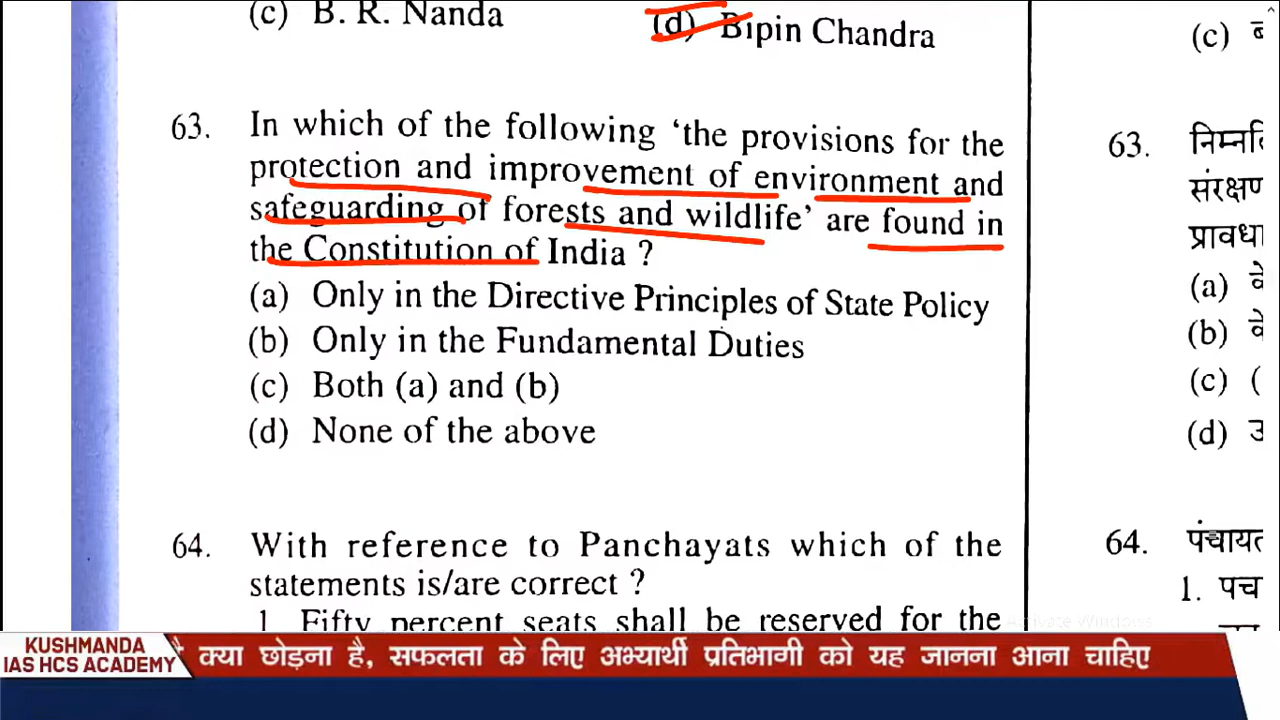 (c) B. R. Nanda
(d) Bipin Chandra
(c)
63. In which of the following ‘the provisions for the
protection and improvement of environment and
safeguarding of forests and wildlife’ are found in
the Constitution of India ?
(a) Only in the Directive Principles of State Policy
(b) Only in the Fundamental Duties
(c) Both (a) and (b)
(d) None of the above
64. With reference to Panchayats which of the
statements is/are correct ?
1. Fifty percent seats shall be reserved for the
63.
(a)
(b)
(c) (
(d)
64.
1.
Activate Windows
KUSHMANDA
IAS HCS ACADEMY
क्या छोड़ना है, सफलता के लिए अभ्यार्थी प्रतिभागी को यह जानना आना चाहिए